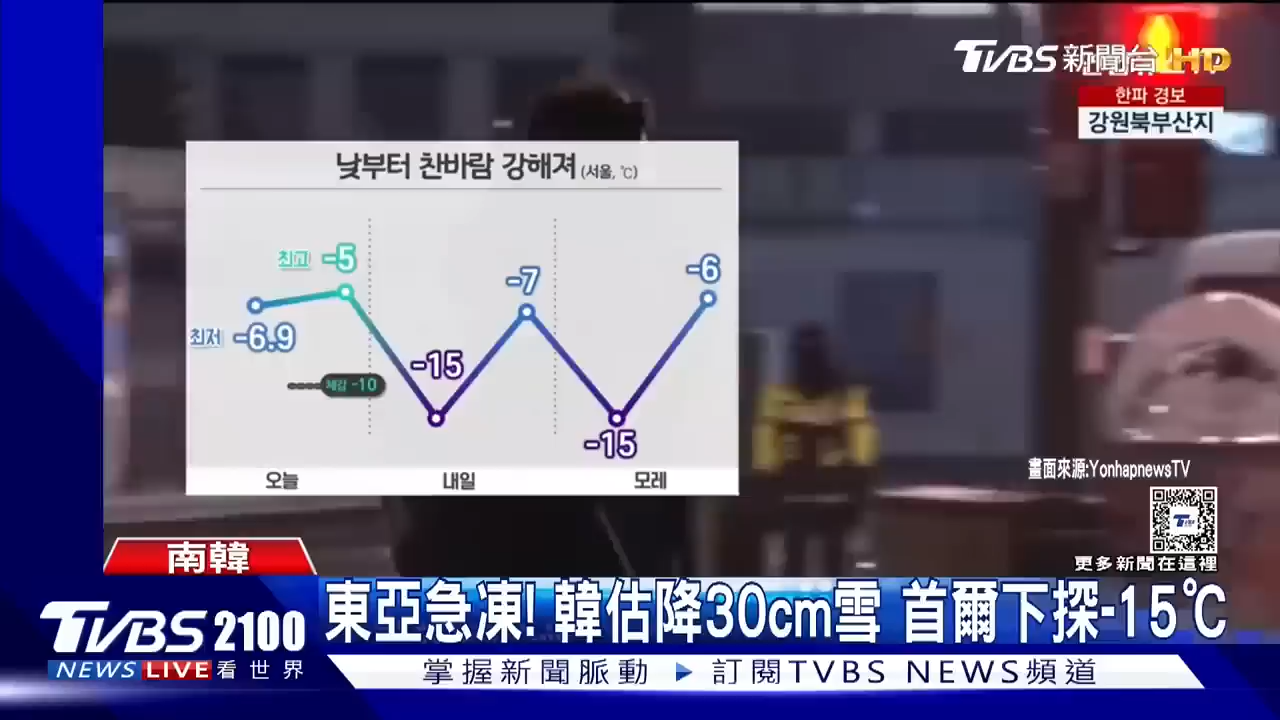 TVBS新聞台 HD
한파 경보
강원북부산지
낮부터 찬바람 강해져 (서울, ℃)
최고 -5
-7
-6
최저 -6.9
-15
체감 -10
-15
오늘 내일 모레
畫面來源:YonhapnewsTV
更多新聞在這裡
南韓
東亞急凍! 韓估降30cm雪 首爾下探-15℃
TVBS 2100
NEWS LIVE 看世界
掌握新聞脈動 ▶ 訂閱TVBS NEWS頻道